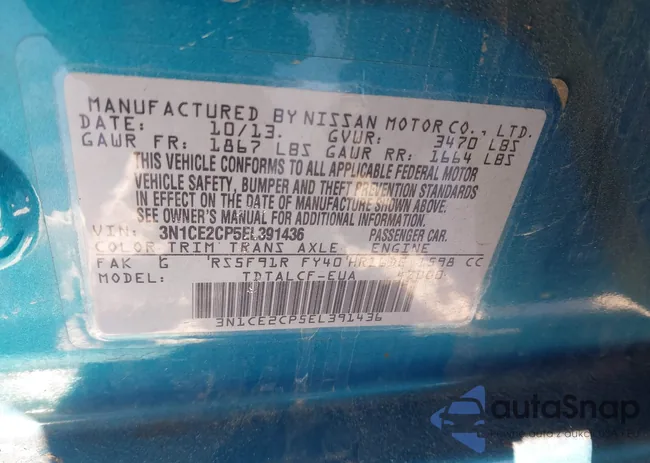 MANUFACTURED BY NISSAN MOTOR CO., LTD.
DATE: 10/13. GVWR: 3470 LBS
GAWR FR: 1867 LBS GAWR RR: 1664 LBS
THIS VEHICLE CONFORMS TO ALL APPLICABLE FEDERAL MOTOR
VEHICLE SAFETY, BUMPER AND THEFT PREVENTION STANDARDS
IN EFFECT ON THE DATE OF MANUFACTURE SHOWN ABOVE.
SEE OWNER'S MANUAL FOR ADDITIONAL INFORMATION.
VIN: 3N1CE2CP5EL391436 PASSENGER CAR.
COLOR TRIM TRANS AXLE ENGINE
FAK G RS5F91R FY40 1598 CC
MODEL TDTALCF-EUA
3N1CE2CP5EL391436
autoSnap